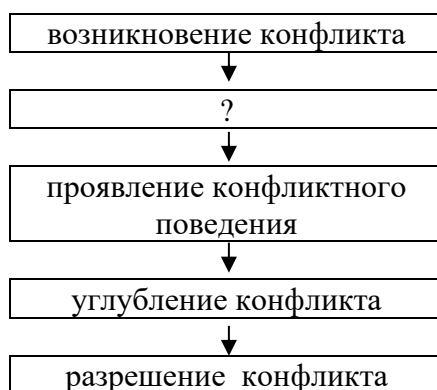 возникновение конфликта
?
проявление конфликтного
поведения
углубление конфликта
разрешение конфликта